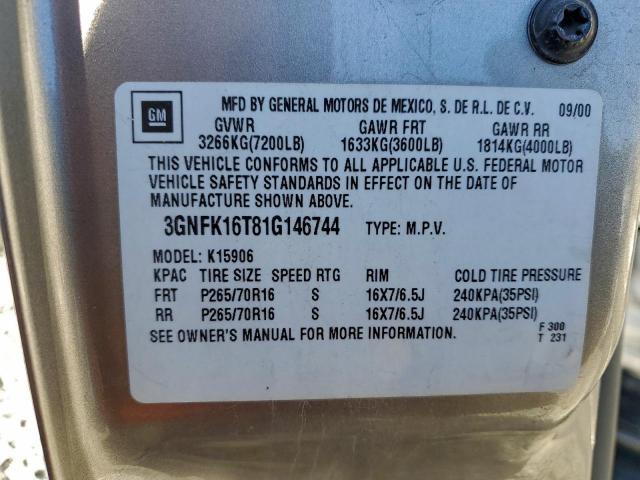 GM
MFD BY GENERAL MOTORS DE MEXICO, S. DE R.L. DE C.V. 09/00
GVWR GAWR FRT GAWR RR
3266KG(7200LB) 1633KG(3600LB) 1814KG(4000LB)
THIS VEHICLE CONFORMS TO ALL APPLICABLE U.S. FEDERAL MOTOR
VEHICLE SAFETY STANDARDS IN EFFECT ON THE DATE OF
MANUFACTURE SHOWN ABOVE.
3GNFK16T81G146744 TYPE: M.P.V.
MODEL: K15906
KPAC TIRE SIZE SPEED RTG RIM COLD TIRE PRESSURE
FRT P265/70R16 S 16X7/6.5J 240KPA(35PSI)
RR P265/70R16 S 16X7/6.5J 240KPA(35PSI)
SEE OWNER'S MANUAL FOR MORE INFORMATION.
F 300
T 231